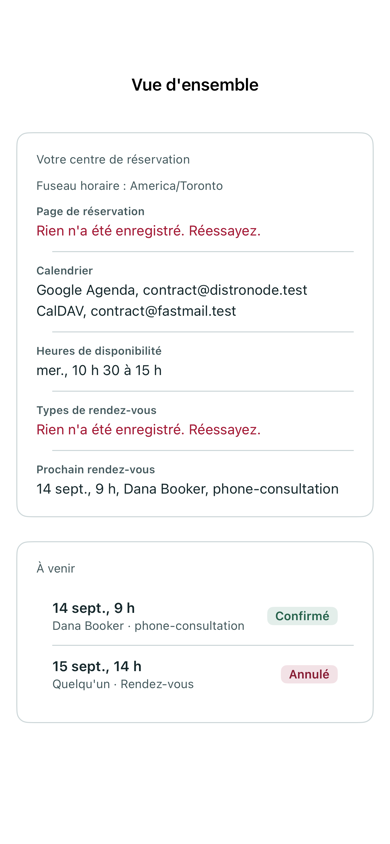 Vue d'ensemble
Votre centre de réservation
Fuseau horaire : America/Toronto
Page de réservation
Rien n'a été enregistré. Réessayez.
Calendrier
Google Agenda, contract@distronode.test
CalDAV, contract@fastmail.test
Heures de disponibilité
mer., 10 h 30 à 15 h
Types de rendez-vous
Rien n'a été enregistré. Réessayez.
Prochain rendez-vous
14 sept., 9 h, Dana Booker, phone-consultation
À venir
14 sept., 9 h
Confirmé
Dana Booker · phone-consultation
15 sept., 14 h
Annulé
Quelqu'un · Rendez-vous